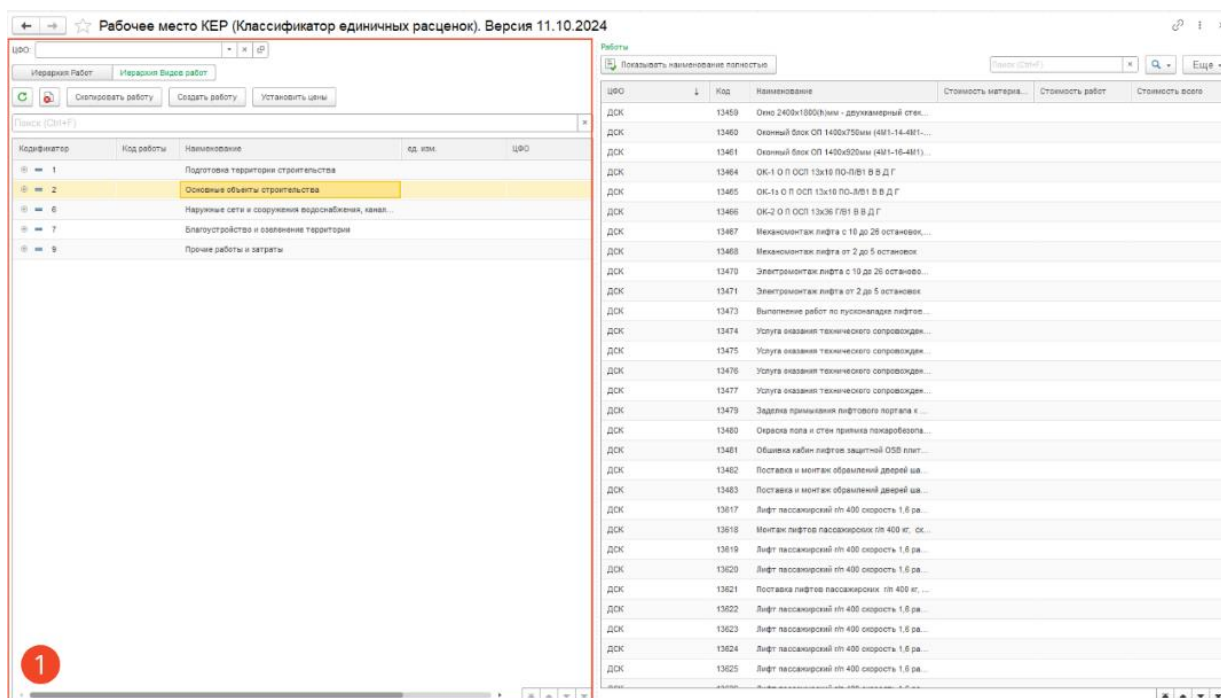 Рабочее место КЕР (Классификатор единичных расценок). Версия 11.10.2024
ЦФО:
Иерархия Работ Иерархия Видов работ
Скопировать работу Создать работу Установить цены
Поиск (Ctrl+F)
Кодификатор Код работы Наименование ед. изм. ЦФО
1 Подготовка территории строительства
2 Основные объекты строительства
6 Наружные сети и сооружения водоснабжения, канал...
7 Благоустройство и озеленение территории
9 Прочие работы и затраты
1
Работы
Показывать наименование полностью Поиск (Ctrl+F) Еще
ЦФО Код Наименование Стоимость материа... Стоимость работ Стоимость всего
ДСК 13459 Окно 2400х1800(h)мм - двухкамерный стек...
ДСК 13460 Оконный блок ОП 1400х750мм (4М1-14-4М1-...
ДСК 13461 Оконный блок ОП 1400х920мм (4М1-16-4М1)...
ДСК 13464 ОК-1 О П ОСП 13х10 ПО-Л/В1 В В Д Г
ДСК 13465 ОК-1з О П ОСП 13х10 ПО-Л/В1 В В Д Г
ДСК 13466 ОК-2 О П ОСП 13х36 Г/В1 В В Д Г
ДСК 13467 Механомонтаж лифта с 10 до 26 остановок,...
ДСК 13468 Механомонтаж лифта от 2 до 5 остановок
ДСК 13470 Электромонтаж лифта с 10 до 26 останово...
ДСК 13471 Электромонтаж лифта от 2 до 5 остановок
ДСК 13473 Выполнение работ по пусконаладке лифтов...
ДСК 13474 Услуга оказания технического сопровожден...
ДСК 13475 Услуга оказания технического сопровожден...
ДСК 13476 Услуга оказания технического сопровожден...
ДСК 13477 Услуга оказания технического сопровожден...
ДСК 13479 Заделка примыкания лифтового портала к ...
ДСК 13480 Окраска пола и стен приямка пожаробезопа...
ДСК 13481 Обшивка кабин лифтов защитной OSB плит...
ДСК 13482 Поставка и монтаж обрамлений дверей ша...
ДСК 13483 Поставка и монтаж обрамлений дверей ша...
ДСК 13617 Лифт пассажирский г/п 400 скорость 1,6 ра...
ДСК 13618 Монтаж лифтов пассажирских г/п 400 кг, ск...
ДСК 13619 Лифт пассажирский г/п 400 скорость 1,6 ра...
ДСК 13620 Лифт пассажирский г/п 400 скорость 1,6 ра...
ДСК 13621 Поставка лифтов пассажирских г/п 400 кг, ...
ДСК 13622 Лифт пассажирский г/п 400 скорость 1,6 ра...
ДСК 13623 Лифт пассажирский г/п 400 скорость 1,6 ра...
ДСК 13624 Лифт пассажирский г/п 400 скорость 1,6 ра...
ДСК 13625 Лифт пассажирский г/п 400 скорость 1,6 ра...